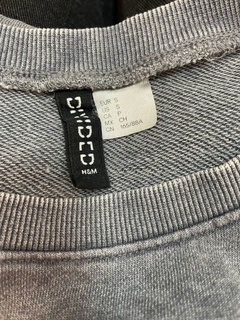 DIVIDED
H&M
EUR S
US S
CA P
MX CH
CN 165/88A